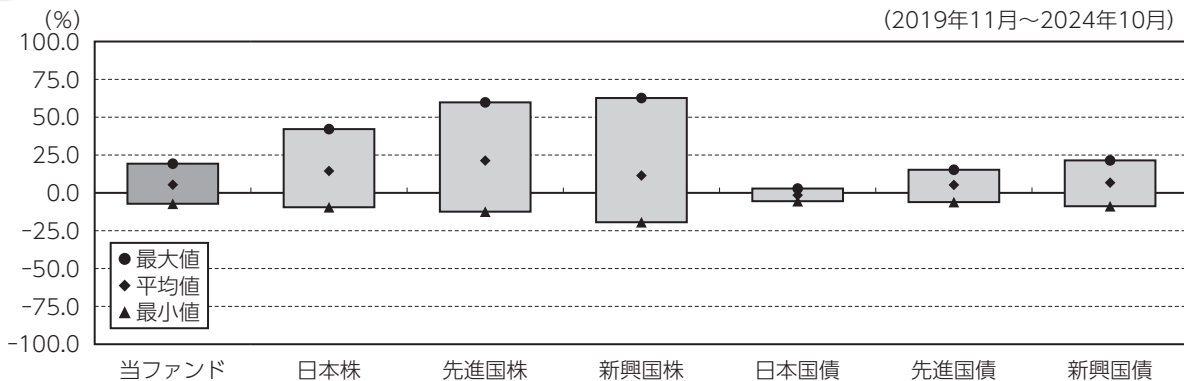 (%)
(2019年11月～2024年10月)
100.0
75.0
50.0
25.0
0.0
-25.0
-50.0
-75.0
-100.0
●最大値
◆平均値
▲最小値
当ファンド 日本株 先進国株 新興国株 日本国債 先進国債 新興国債